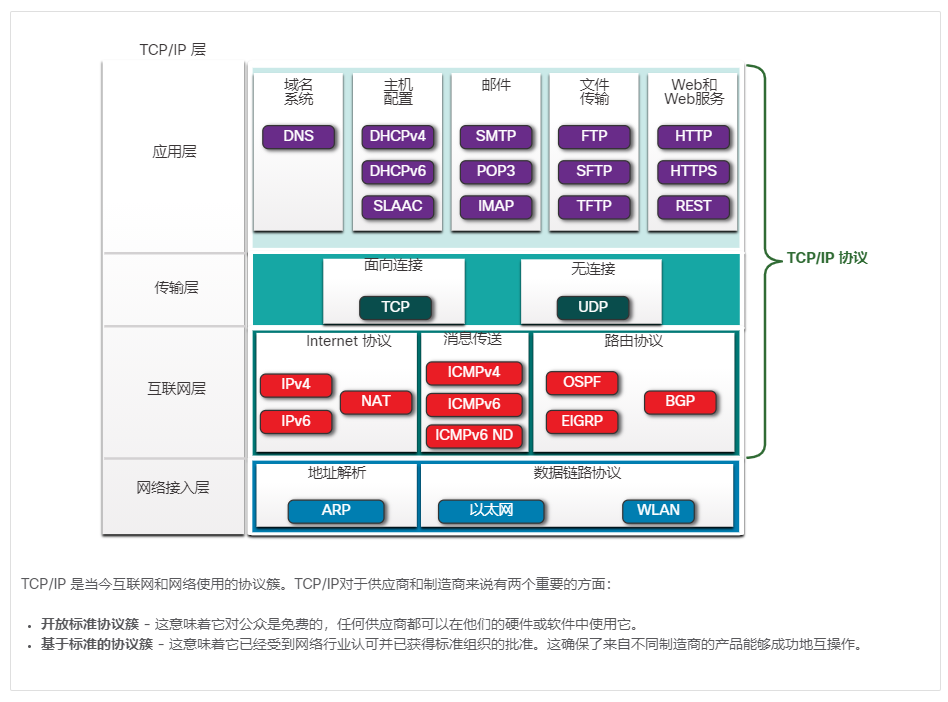 TCP/IP 层
应用层
域名
系统
DNS
主机
配置
DHCPv4
DHCPv6
SLAAC
邮件
SMTP
POP3
IMAP
文件
传输
FTP
SFTP
TFTP
Web和
Web服务
HTTP
HTTPS
REST
TCP/IP 协议
传输层
面向连接
TCP
无连接
UDP
互联网层
Internet 协议
IPv4
IPv6
NAT
消息传送
ICMPv4
ICMPv6
ICMPv6 ND
路由协议
OSPF
EIGRP
BGP
网络接入层
地址解析
ARP
数据链路协议
以太网
WLAN
TCP/IP 是当今互联网和网络使用的协议簇。TCP/IP对于供应商和制造商来说有两个重要的方面：
• 开放标准协议簇 - 这意味着它对公众是免费的，任何供应商都可以在他们的硬件或软件中使用它。
• 基于标准的协议簇 - 这意味着它已经受到网络行业认可并已获得标准组织的批准。这确保了来自不同制造商的产品能够成功地互操作。